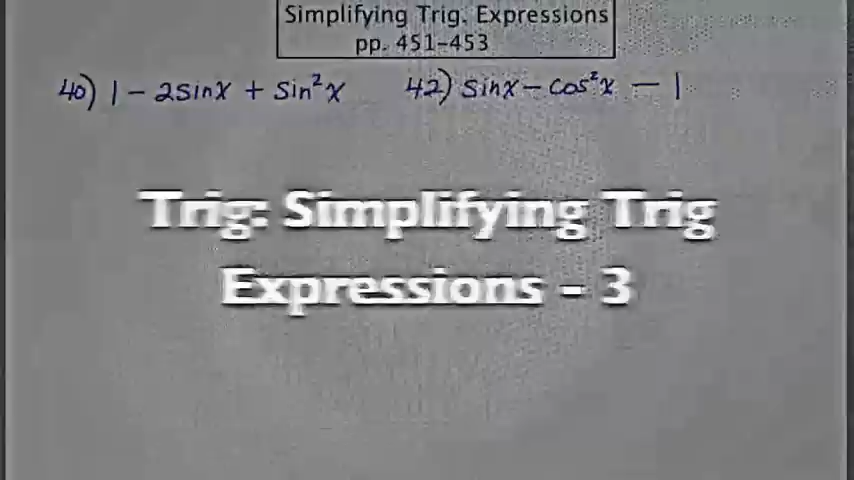 Simplifying Trig. Expressions
pp. 451-453
40) 1 - 2sinx + sin²x 42) sinx - cos²x - 1
Trig: Simplifying Trig
Expressions - 3